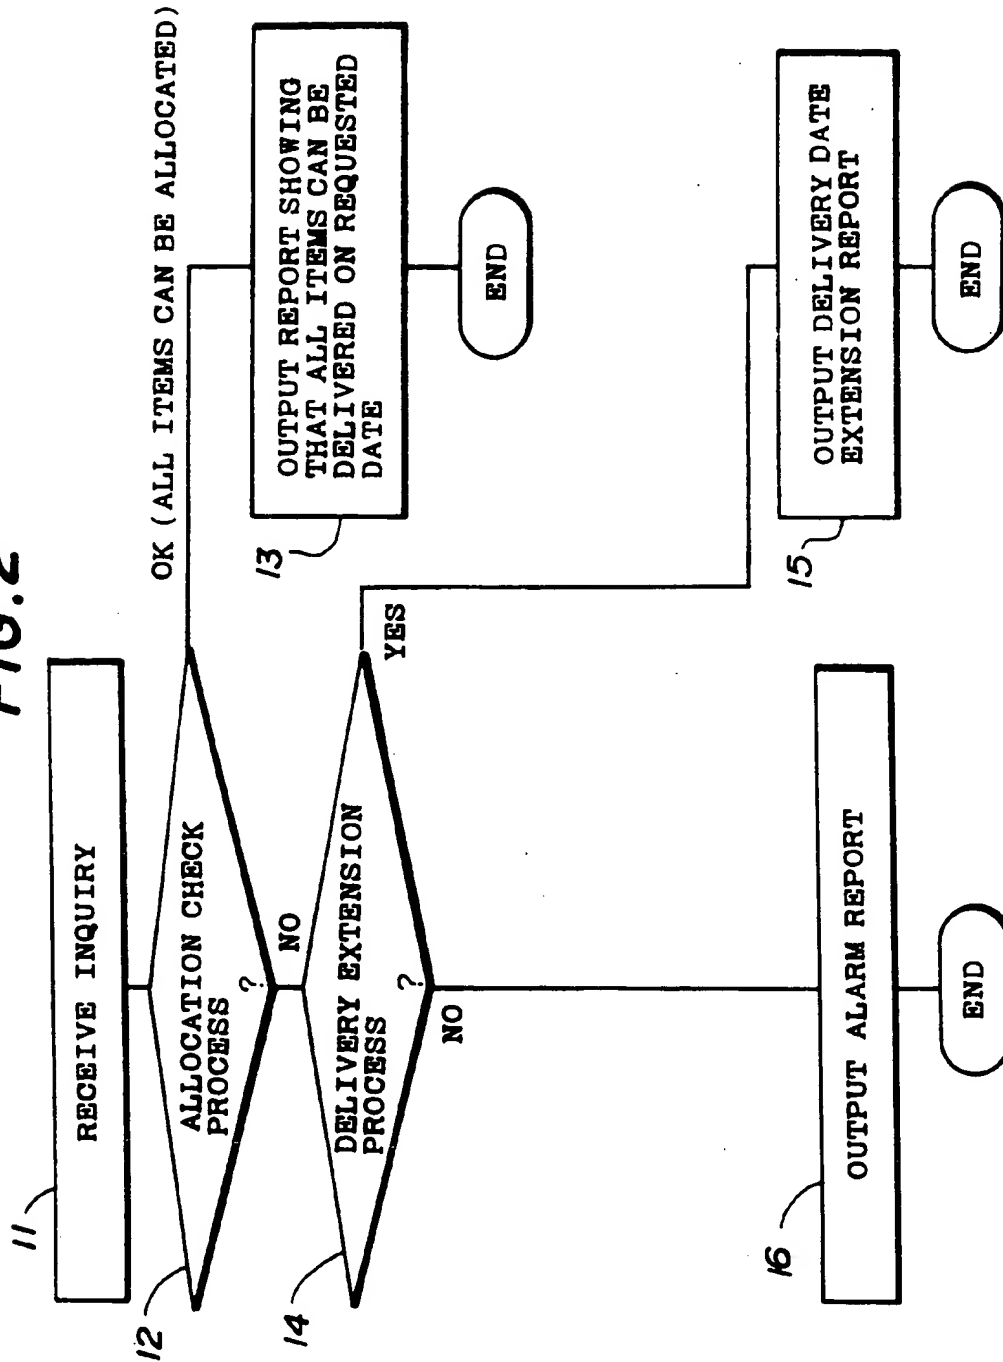 FIG. 2
11
RECEIVE INQUIRY
12
ALLOCATION CHECK
PROCESS
?
OK (ALL ITEMS CAN BE ALLOCATED)
13
OUTPUT REPORT SHOWING
THAT ALL ITEMS CAN BE
DELIVERED ON REQUESTED
DATE
END
NO
14
DELIVERY EXTENSION
PROCESS
?
YES
15
OUTPUT DELIVERY DATE
EXTENSION REPORT
END
NO
16
OUTPUT ALARM REPORT
END